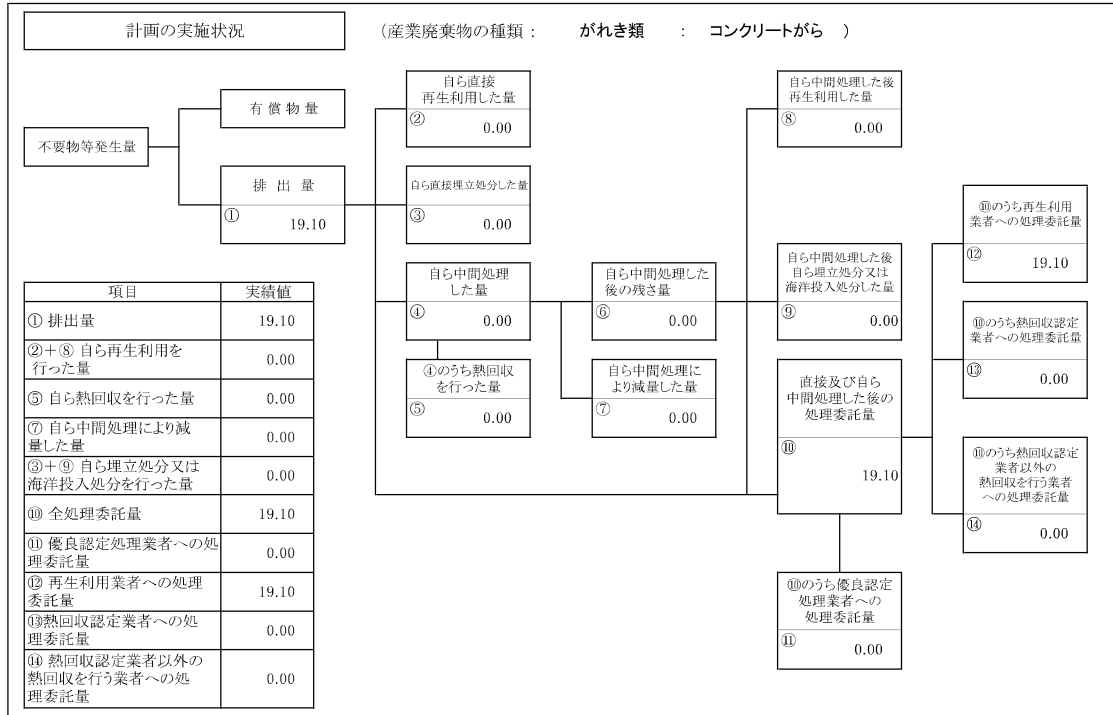 計画の実施状況
(産業廃棄物の種類： がれき類 ： コンクリートがら )
不要物等発生量
有償物量
排出量
①
19.10
自ら直接
再生利用した量
②
0.00
自ら直接埋立処分した量
③
0.00
自ら中間処理
した量
④
0.00
④のうち熱回収
を行った量
⑤
0.00
自ら中間処理した
後の残さ量
⑥
0.00
自ら中間処理に
より減量した量
⑦
0.00
自ら中間処理した後
再生利用した量
⑧
0.00
自ら中間処理した後
自ら埋立処分又は
海洋投入処分した量
⑨
0.00
直接及び自ら
中間処理した後の
処理委託量
⑩
19.10
⑩のうち優良認定
処理業者への
処理委託量
⑪
0.00
⑩のうち再生利用
業者への処理委託量
⑫
19.10
⑩のうち熱回収認定
業者への処理委託量
⑬
0.00
⑩のうち熱回収認定
業者以外の
熱回収を行う業者
への処理委託量
⑭
0.00
項目 実績値
① 排出量 19.10
②＋⑧ 自ら再生利用を
行った量 0.00
⑤ 自ら熱回収を行った量 0.00
⑦ 自ら中間処理により減
量した量 0.00
③＋⑨ 自ら埋立処分又は
海洋投入処分を行った量 0.00
⑩ 全処理委託量 19.10
⑪ 優良認定処理業者への処
理委託量 0.00
⑫ 再生利用業者への処理
委託量 19.10
⑬熱回収認定業者への処
理委託量 0.00
⑭ 熱回収認定業者以外の
熱回収を行う業者への処
理委託量 0.00